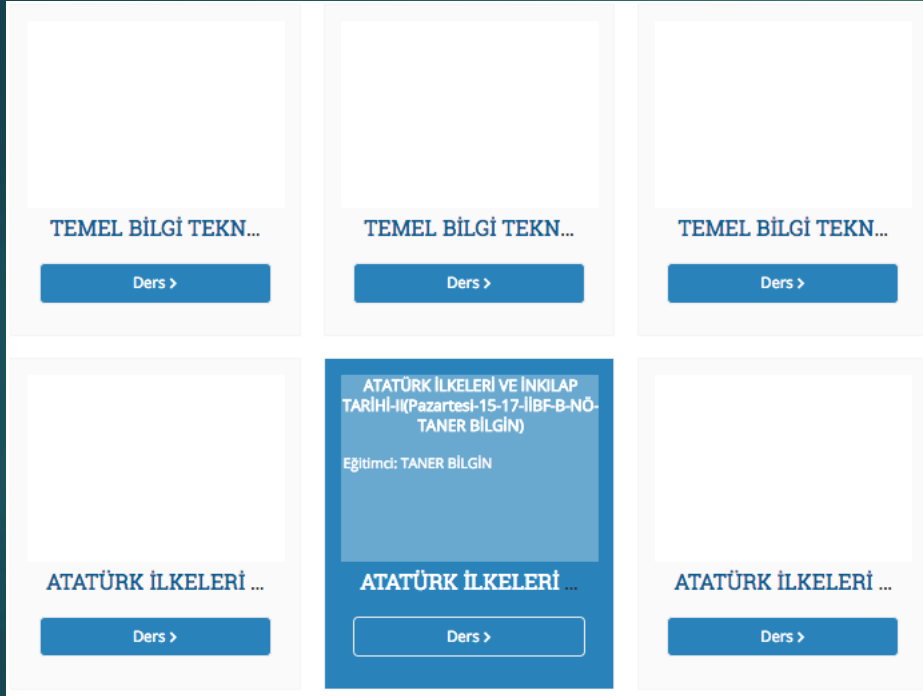 TEMEL BİLGİ TEKN...
TEMEL BİLGİ TEKN...
TEMEL BİLGİ TEKN...
Ders >
Ders >
Ders >
ATATÜRK İLKELERİ VE İNKILAP
TARİHİ-II(Pazartesi-15-17-İİBF-B-NÖ-
TANER BİLGİN)
Eğitimci: TANER BİLGİN
ATATÜRK İLKELERİ ...
ATATÜRK İLKELERİ ...
ATATÜRK İLKELERİ ...
Ders >
Ders >
Ders >